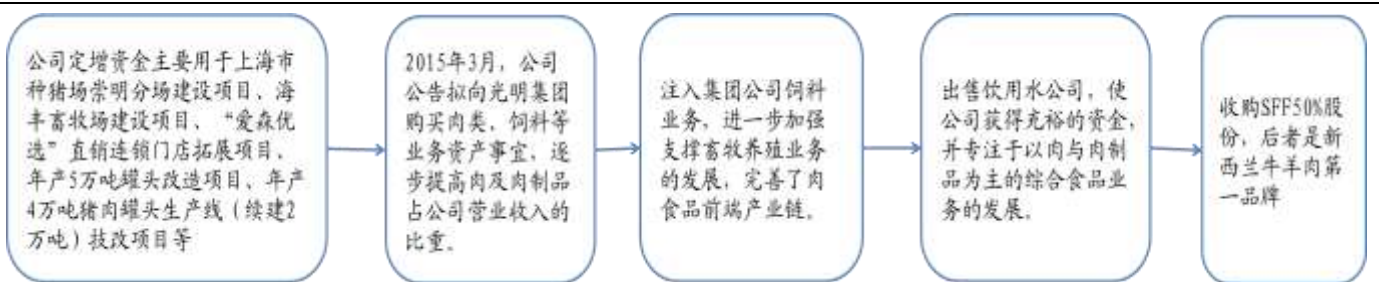 公司定增资金主要用于上海市
种猪场崇明分场建设项目、海
丰畜牧场建设项目、“爱森优
选”直销连锁门店拓展项目、
年产5万吨罐头改造项目、年产
4万吨猪肉罐头生产线（续建2
万吨）技改项目等
2015年3月，公司
公告拟向光明集团
购买肉类，饲料等
业务资产事宜，逐
步提高肉及肉制品
占公司营业收入的
比重。
注入集团公司饲料
业务，进一步加强
支撑畜牧养殖业务
的发展，完善了肉
食品前端产业链。
出售饮用水公司，使
公司获得充裕的资金，
并专注于以肉与肉制
品为主的综合食品业
务的发展。
收购SFF50%股
份，后者是新
西兰牛羊肉第
一品牌